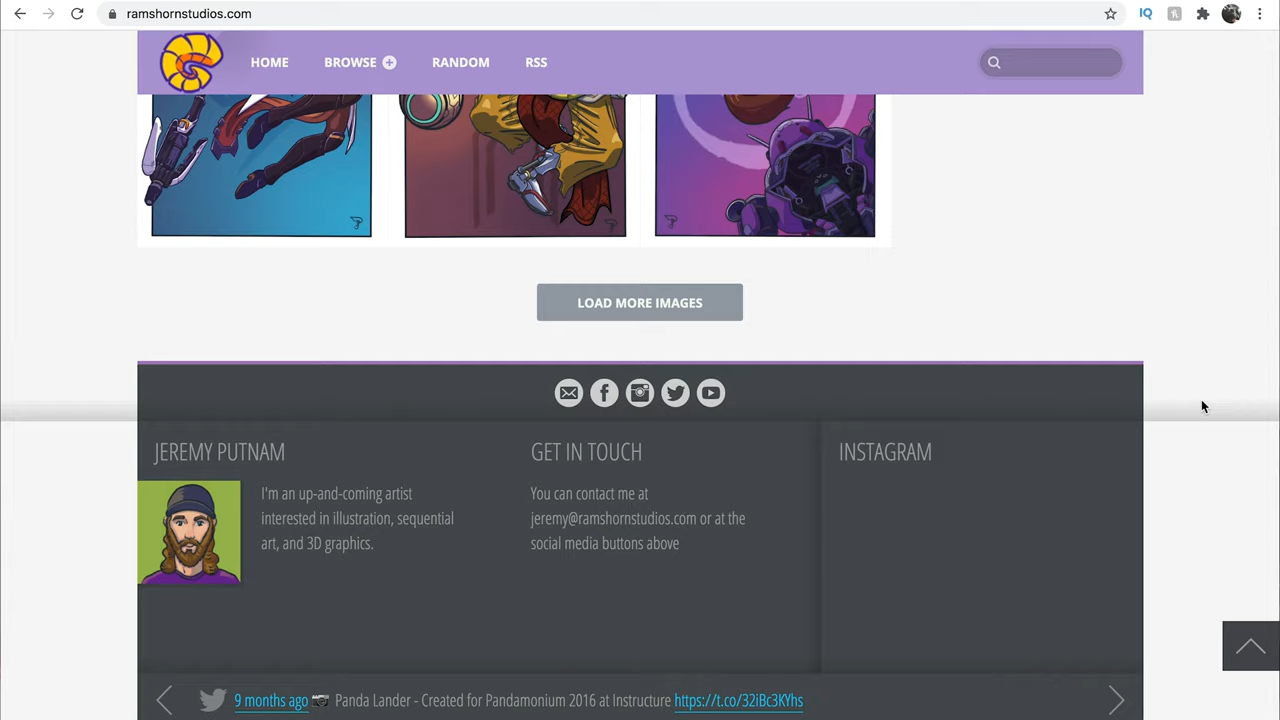 ramshornstudios.com
IQ
HOME BROWSE RANDOM RSS
LOAD MORE IMAGES
JEREMY PUTNAM
I'm an up-and-coming artist
interested in illustration, sequential
art, and 3D graphics.
GET IN TOUCH
You can contact me at
jeremy@ramshornstudios.com or at the
social media buttons above
INSTAGRAM
9 months ago 📷 Panda Lander - Created for Pandamonium 2016 at Instructure https://t.co/32iBc3KYhs